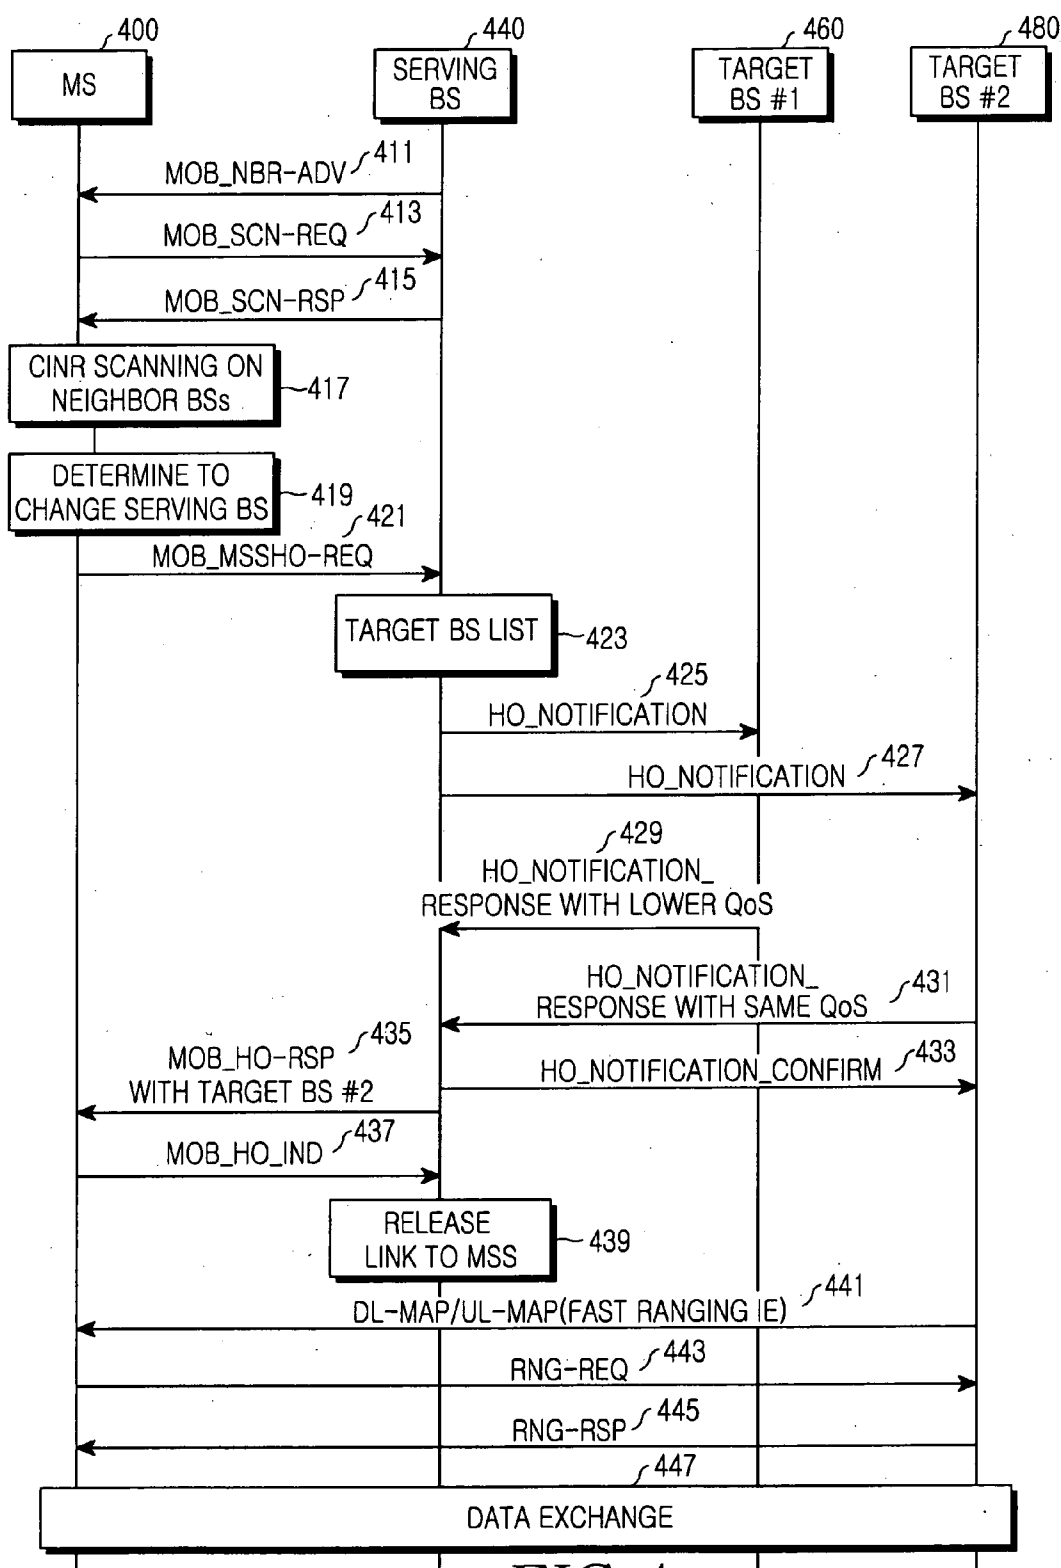 400
440
460
480
MS
SERVING
BS
TARGET
BS #1
TARGET
BS #2
411
MOB_NBR-ADV
413
MOB_SCN-REQ
415
MOB_SCN-RSP
CINR SCANNING ON
NEIGHBOR BSs
417
DETERMINE TO
CHANGE SERVING BS
419
421
MOB_MSSHO-REQ
TARGET BS LIST
423
425
HO_NOTIFICATION
427
HO_NOTIFICATION
429
HO_NOTIFICATION_
RESPONSE WITH LOWER QoS
HO_NOTIFICATION_
RESPONSE WITH SAME QoS
431
435
MOB_HO-RSP
WITH TARGET BS #2
433
HO_NOTIFICATION_CONFIRM
437
MOB_HO_IND
RELEASE
LINK TO MSS
439
441
DL-MAP/UL-MAP(FAST RANGING IE)
443
RNG-REQ
445
RNG-RSP
447
DATA EXCHANGE